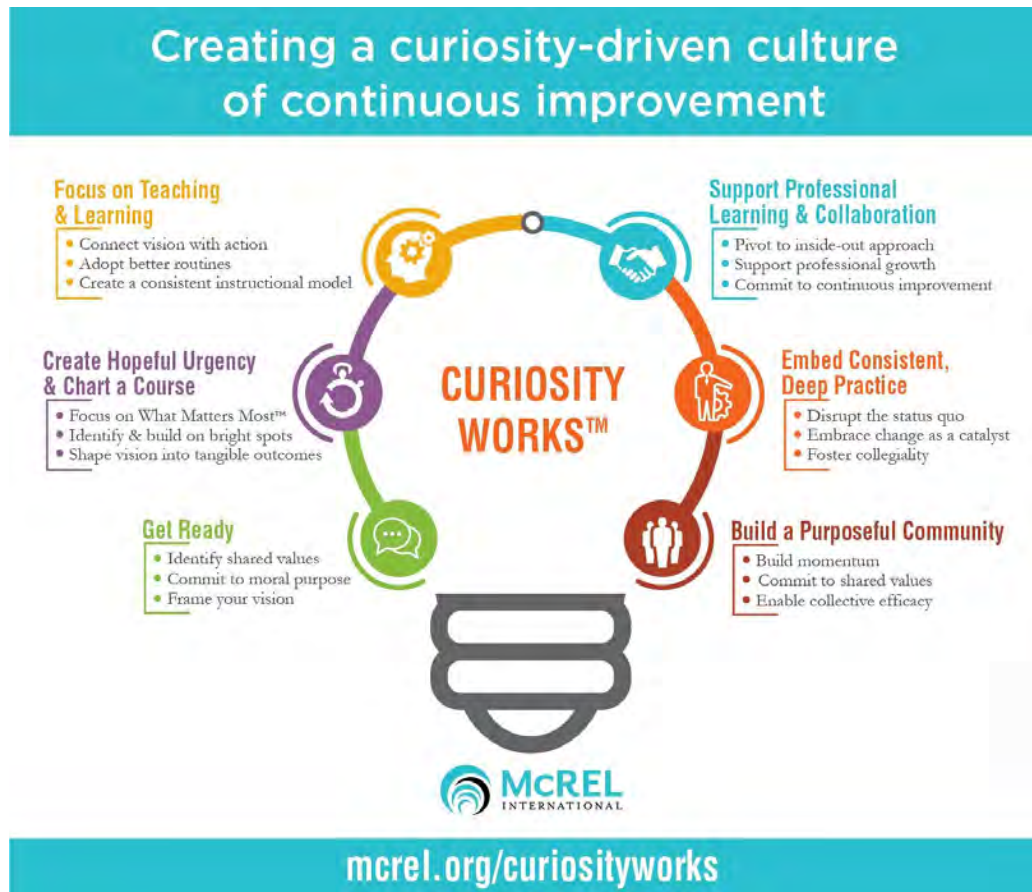 Creating a curiosity-driven culture
of continuous improvement
Focus on Teaching
& Learning
• Connect vision with action
• Adopt better routines
• Create a consistent instructional model
Support Professional
Learning & Collaboration
• Pivot to inside-out approach
• Support professional growth
• Commit to continuous improvement
Create Hopeful Urgency
& Chart a Course
• Focus on What Matters Most™
• Identify & build on bright spots
• Shape vision into tangible outcomes
CURIOSITY
WORKS™
Embed Consistent,
Deep Practice
• Disrupt the status quo
• Embrace change as a catalyst
• Foster collegiality
Get Ready
• Identify shared values
• Commit to moral purpose
• Frame your vision
Build a Purposeful Community
• Build momentum
• Commit to shared values
• Enable collective efficacy
McREL
INTERNATIONAL
mcrel.org/curiosityworks